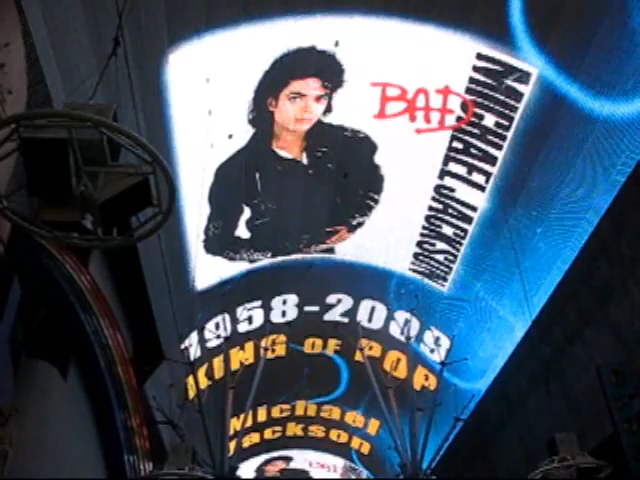 BAD
MICHAEL JACKSON
1958-2009
KING OF POP
Michael
Jackson